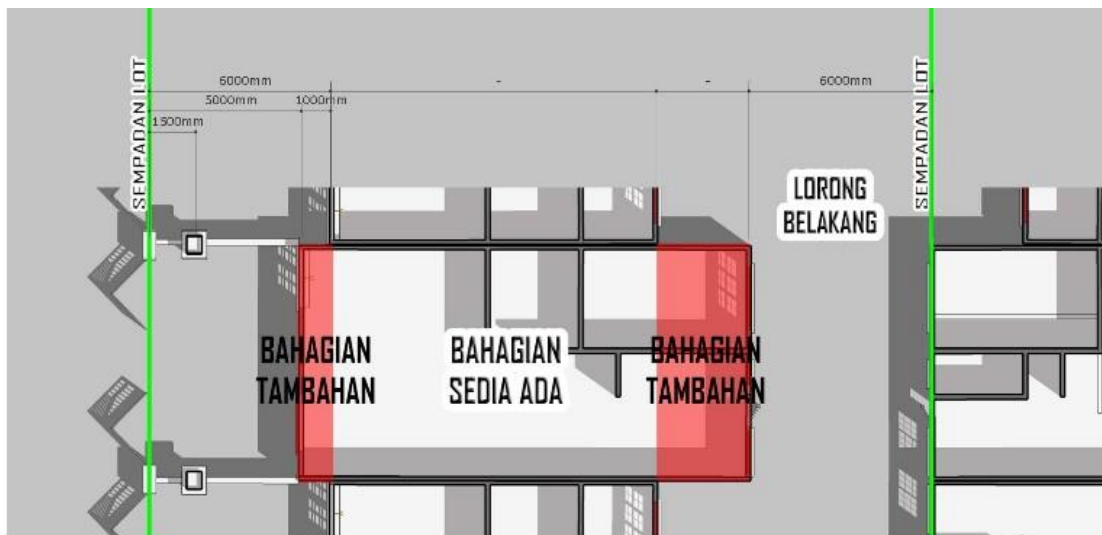 SEMPADAN LOT
6000mm
-
-
6000mm
SEMPADAN LOT
5000mm
1000mm
1500mm
LORONG
BELAKANG
BAHAGIAN
TAMBAHAN
BAHAGIAN
SEDIA ADA
BAHAGIAN
TAMBAHAN